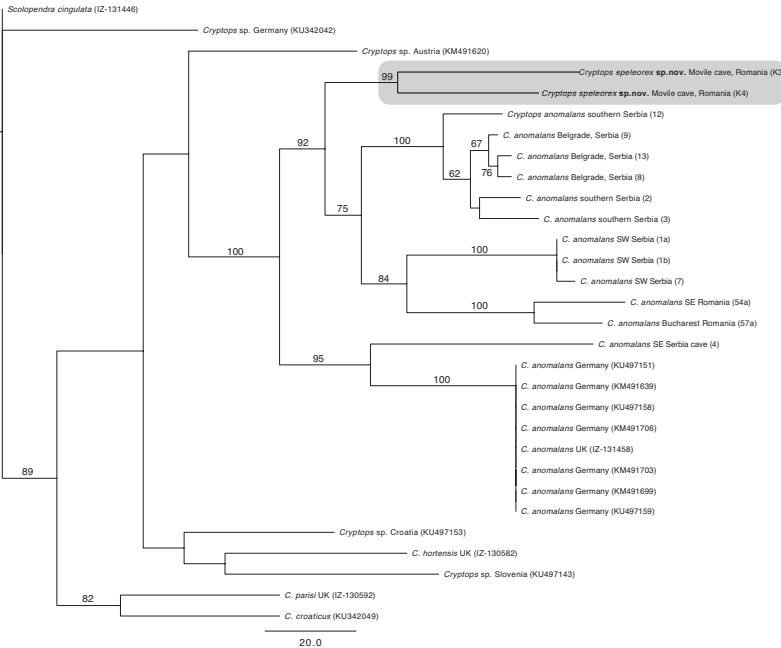 Scolopendra cingulata (IZ-131446)
Cryptops sp. Germany (KU342042)
Cryptops sp. Austria (KM491620)
99
Cryptops speleorex sp.nov. Movile cave, Romania (K3
Cryptops speleorex sp.nov. Movile cave, Romania (K4)
Cryptops anomalans southern Serbia (12)
92
100
67
C. anomalans Belgrade, Serbia (9)
C. anomalans Belgrade, Serbia (13)
62
76
C. anomalans Belgrade, Serbia (8)
C. anomalans southern Serbia (2)
75
C. anomalans southern Serbia (3)
C. anomalans SW Serbia (1a)
100
100
C. anomalans SW Serbia (1b)
84
C. anomalans SW Serbia (7)
C. anomalans SE Romania (54a)
100
C. anomalans Bucharest Romania (57a)
C. anomalans SE Serbia cave (4)
95
C. anomalans Germany (KU497151)
100
C. anomalans Germany (KM491639)
C. anomalans Germany (KU497158)
C. anomalans Germany (KM491706)
C. anomalans UK (IZ-131458)
89
C. anomalans Germany (KM491703)
C. anomalans Germany (KM491699)
C. anomalans Germany (KU497159)
Cryptops sp. Croatia (KU497153)
C. hortensis UK (IZ-130582)
Cryptops sp. Slovenia (KU497143)
82
C. parisi UK (IZ-130592)
C. croaticus (KU342049)
20.0